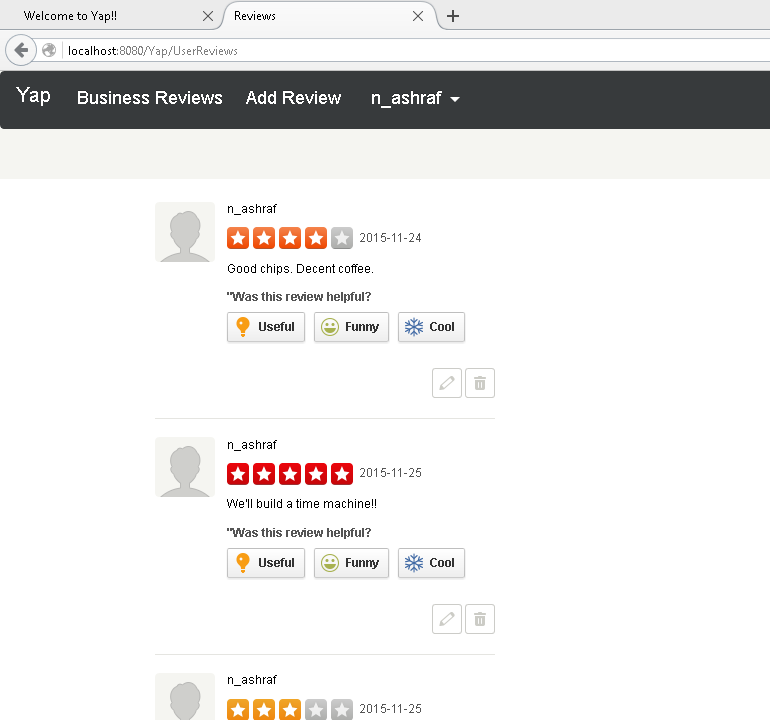 Welcome to Yap!!
Reviews
localhost:8080/Yap/UserReviews
Yap Business Reviews Add Review n_ashraf
n_ashraf
2015-11-24
Good chips. Decent coffee.
"Was this review helpful?
Useful Funny Cool
n_ashraf
2015-11-25
We'll build a time machine!!
"Was this review helpful?
Useful Funny Cool
n_ashraf
2015-11-25